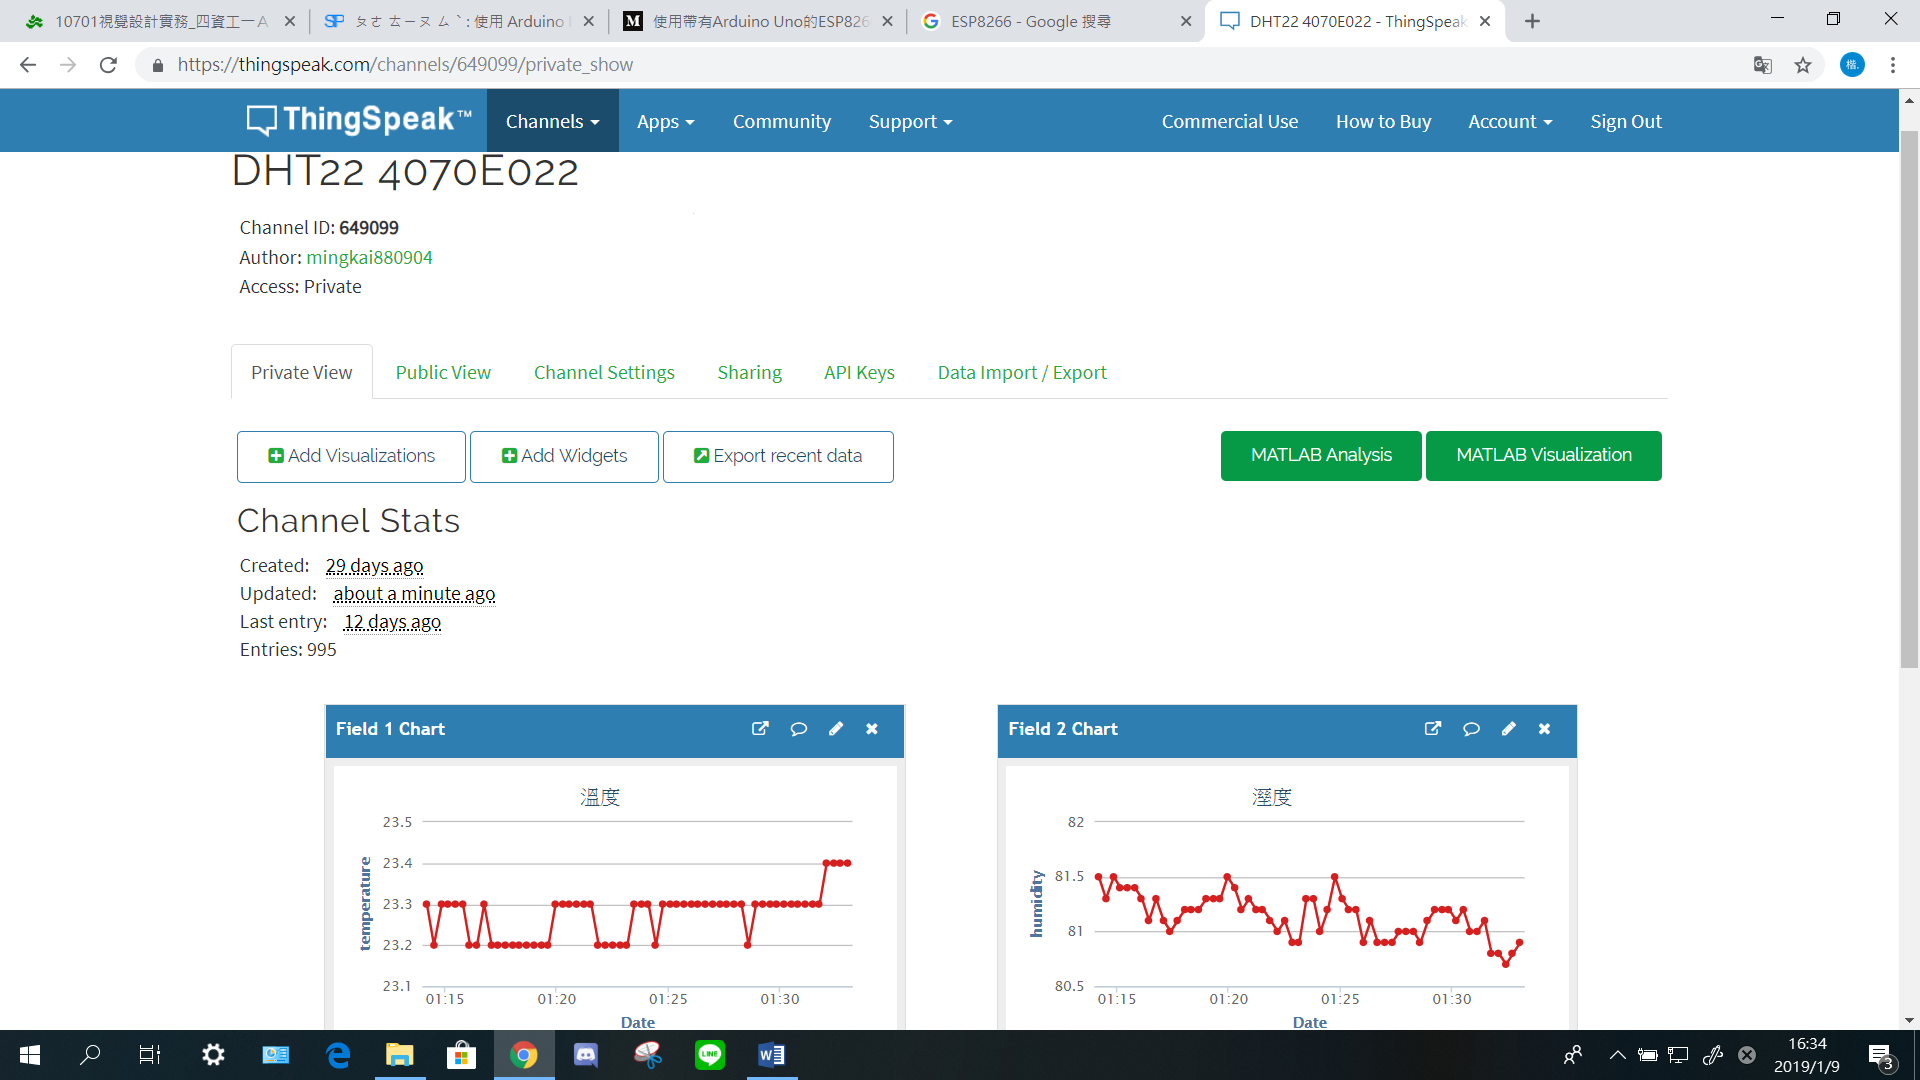 10701視覺設計實務_四資工一A
ㄆㄜ ㄊㄧㄡ ㄙˋ: 使用 Arduino
使用帶有Arduino Uno的ESP826
ESP8266 - Google 搜尋
DHT22 4070E022 - ThingSpeak
https://thingspeak.com/channels/649099/private_show
楷.
ThingSpeak™
Channels
Apps
Community
Support
Commercial Use
How to Buy
Account
Sign Out
DHT22 4070E022
Channel ID: 649099
Author: mingkai880904
Access: Private
Private View
Public View
Channel Settings
Sharing
API Keys
Data Import / Export
Add Visualizations
Add Widgets
Export recent data
MATLAB Analysis
MATLAB Visualization
Channel Stats
Created: 29 days ago
Updated: about a minute ago
Last entry: 12 days ago
Entries: 995
Field 1 Chart
溫度
temperature
23.5
23.4
23.3
23.2
23.1
01:15
01:20
01:25
01:30
Date
Field 2 Chart
溼度
humidity
82
81.5
81
80.5
01:15
01:20
01:25
01:30
Date
LINE
16:34
2019/1/9
3